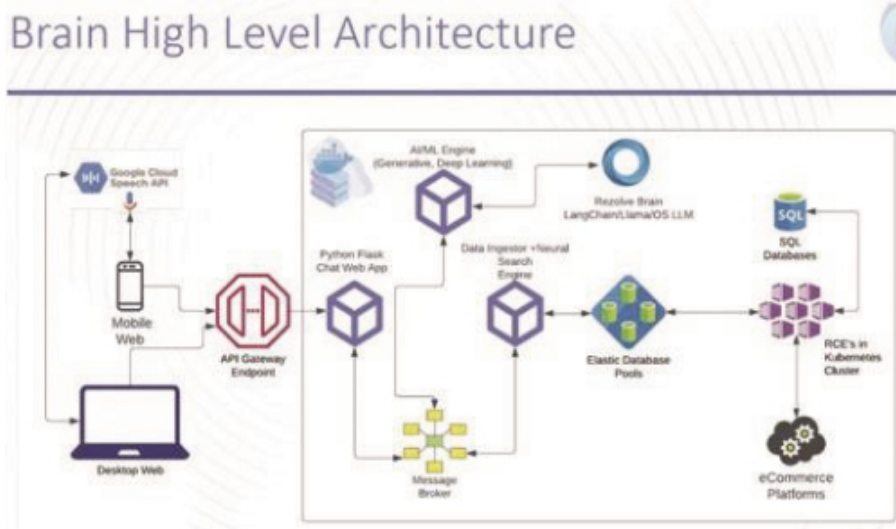 Brain High Level Architecture
Google Cloud
Speech API
AI/ML Engine
(Generative, Deep Learning)
Rezolve Brain
LangChain/Llama/OS LLM
SQL
SQL
Databases
Python Flask
Chat Web App
Data Ingestor +Neural
Search
Engine
Mobile
Web
API Gateway
Endpoint
Elastic Database
Pools
RCE's in
Kubernetes
Cluster
Desktop Web
Message
Broker
eCommerce
Platforms